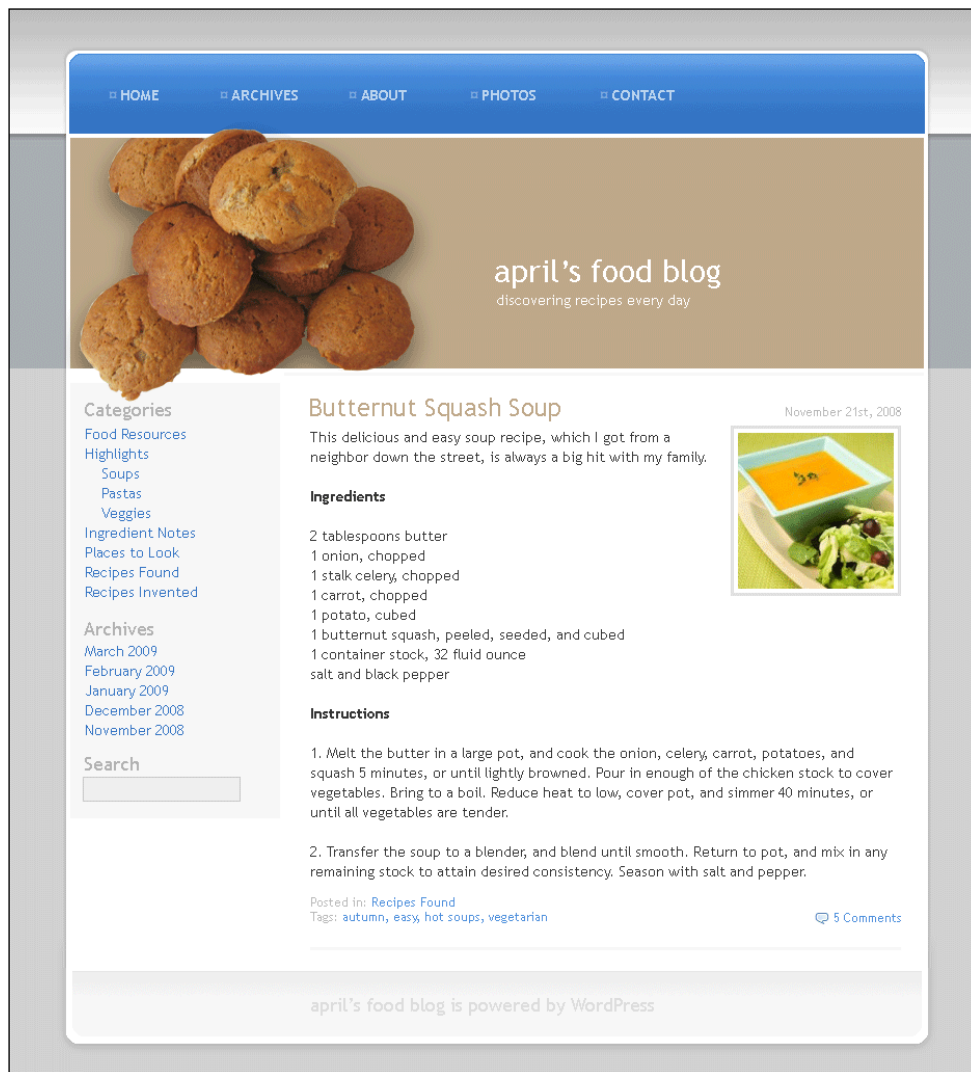 HOME
ARCHIVES
ABOUT
PHOTOS
CONTACT
april's food blog
discovering recipes every day
Categories
Food Resources
Highlights
Soups
Pastas
Veggies
Ingredient Notes
Places to Look
Recipes Found
Recipes Invented
Archives
March 2009
February 2009
January 2009
December 2008
November 2008
Search
Butternut Squash Soup
November 21st, 2008
This delicious and easy soup recipe, which I got from a
neighbor down the street, is always a big hit with my family.
Ingredients
2 tablespoons butter
1 onion, chopped
1 stalk celery, chopped
1 carrot, chopped
1 potato, cubed
1 butternut squash, peeled, seeded, and cubed
1 container stock, 32 fluid ounce
salt and black pepper
Instructions
1. Melt the butter in a large pot, and cook the onion, celery, carrot, potatoes, and
squash 5 minutes, or until lightly browned. Pour in enough of the chicken stock to cover
vegetables. Bring to a boil. Reduce heat to low, cover pot, and simmer 40 minutes, or
until all vegetables are tender.
2. Transfer the soup to a blender, and blend until smooth. Return to pot, and mix in any
remaining stock to attain desired consistency. Season with salt and pepper.
Posted in: Recipes Found
Tags: autumn, easy, hot soups, vegetarian
5 Comments
april's food blog is powered by WordPress